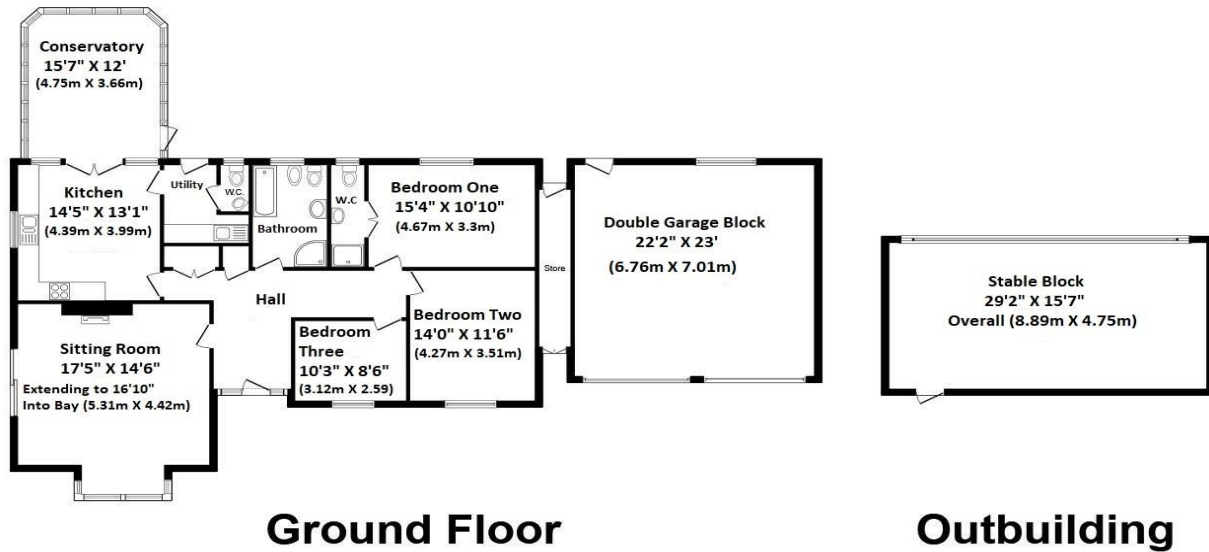 Conservatory
15'7" X 12'
(4.75m X 3.66m)
Kitchen
14'5" X 13'1"
(4.39m X 3.99m)
Utility
W.C.
Bathroom
W.C
Bedroom One
15'4" X 10'10"
(4.67m X 3.3m)
Store
Double Garage Block
22'2" X 23'
(6.76m X 7.01m)
Hall
Sitting Room
17'5" X 14'6"
Extending to 16'10"
Into Bay (5.31m X 4.42m)
Bedroom
Three
10'3" X 8'6"
(3.12m X 2.59)
Bedroom Two
14'0" X 11'6"
(4.27m X 3.51m)
Stable Block
29'2" X 15'7"
Overall (8.89m X 4.75m)
Ground Floor
Outbuilding